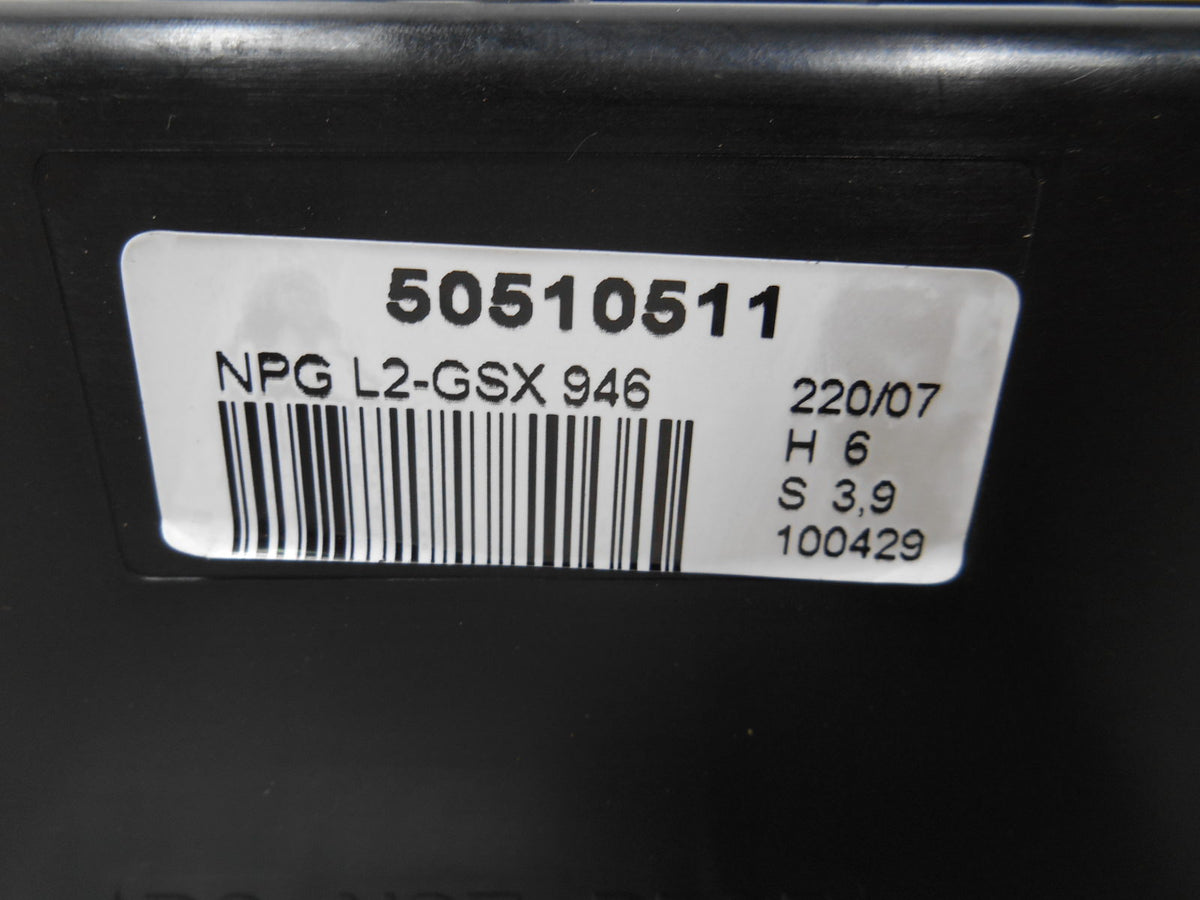 50510511
NPG L2-GSX 946
220/07
H 6
S 3,9
100429